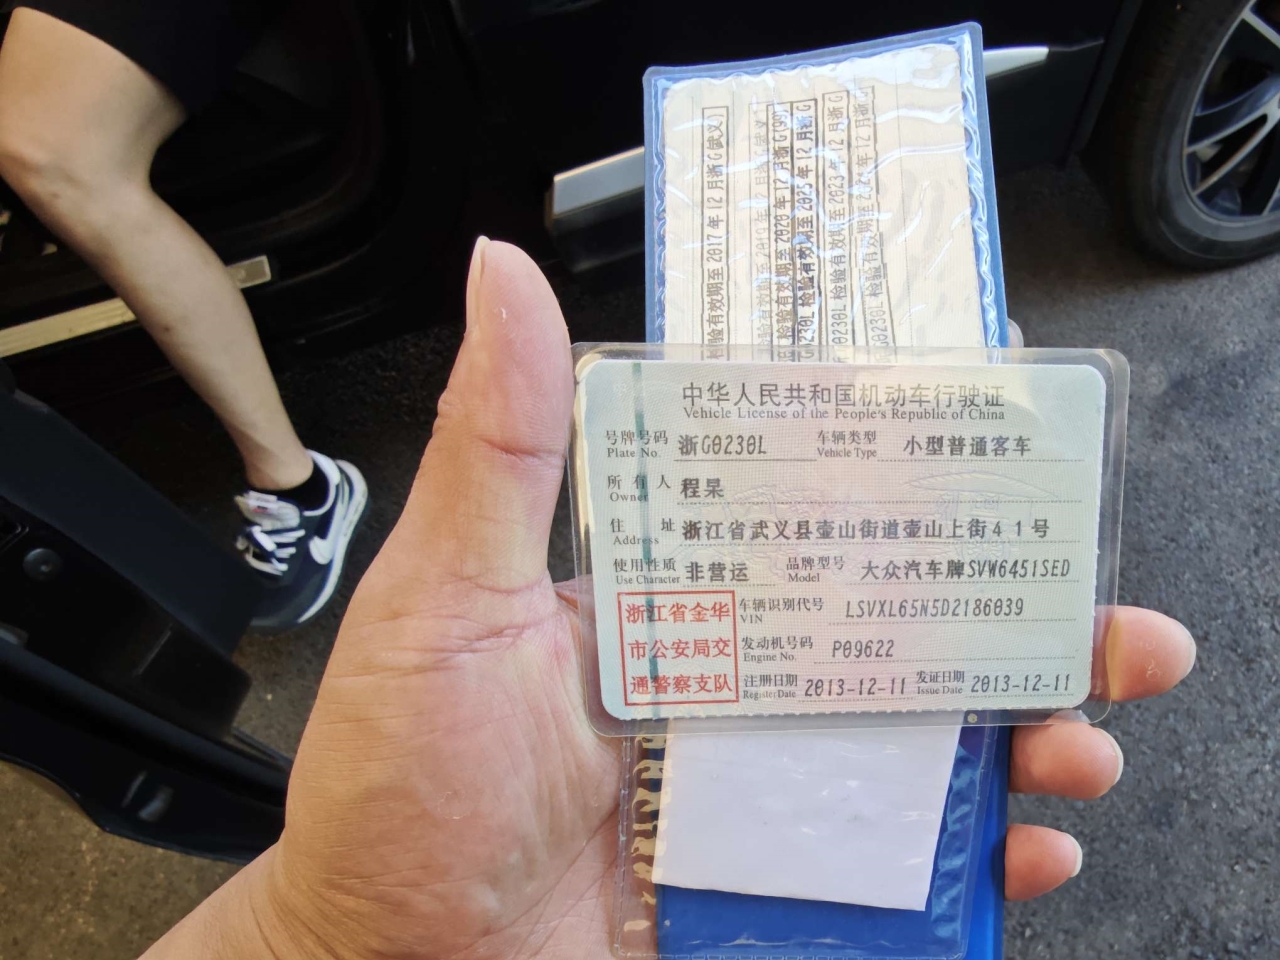 检验有效期至2017年12月浙G(武义)
检验有效期至2019年
检验有效期至2020年12月浙G(99)
G0230L 检验有效期至2025年12月浙G
G0230L 检验有效期至2023年12月浙G
G0230L 检验有效期至2021年12月浙G
中华人民共和国机动车行驶证
Vehicle License of the People's Republic of China
号牌号码 浙G0230L 车辆类型 小型普通客车
Plate No. Vehicle Type
所有人 程杲
Owner
住址 浙江省武义县壶山街道壶山上街41号
Address
使用性质 非营运 品牌型号 大众汽车牌SVW6451SED
Use Character Model
浙江省金华
市公安局交
通警察支队
车辆识别代号 LSVXL65N5D2186039
VIN
发动机号码 P09622
Engine No.
注册日期 2013-12-11 发证日期 2013-12-11
Register Date Issue Date